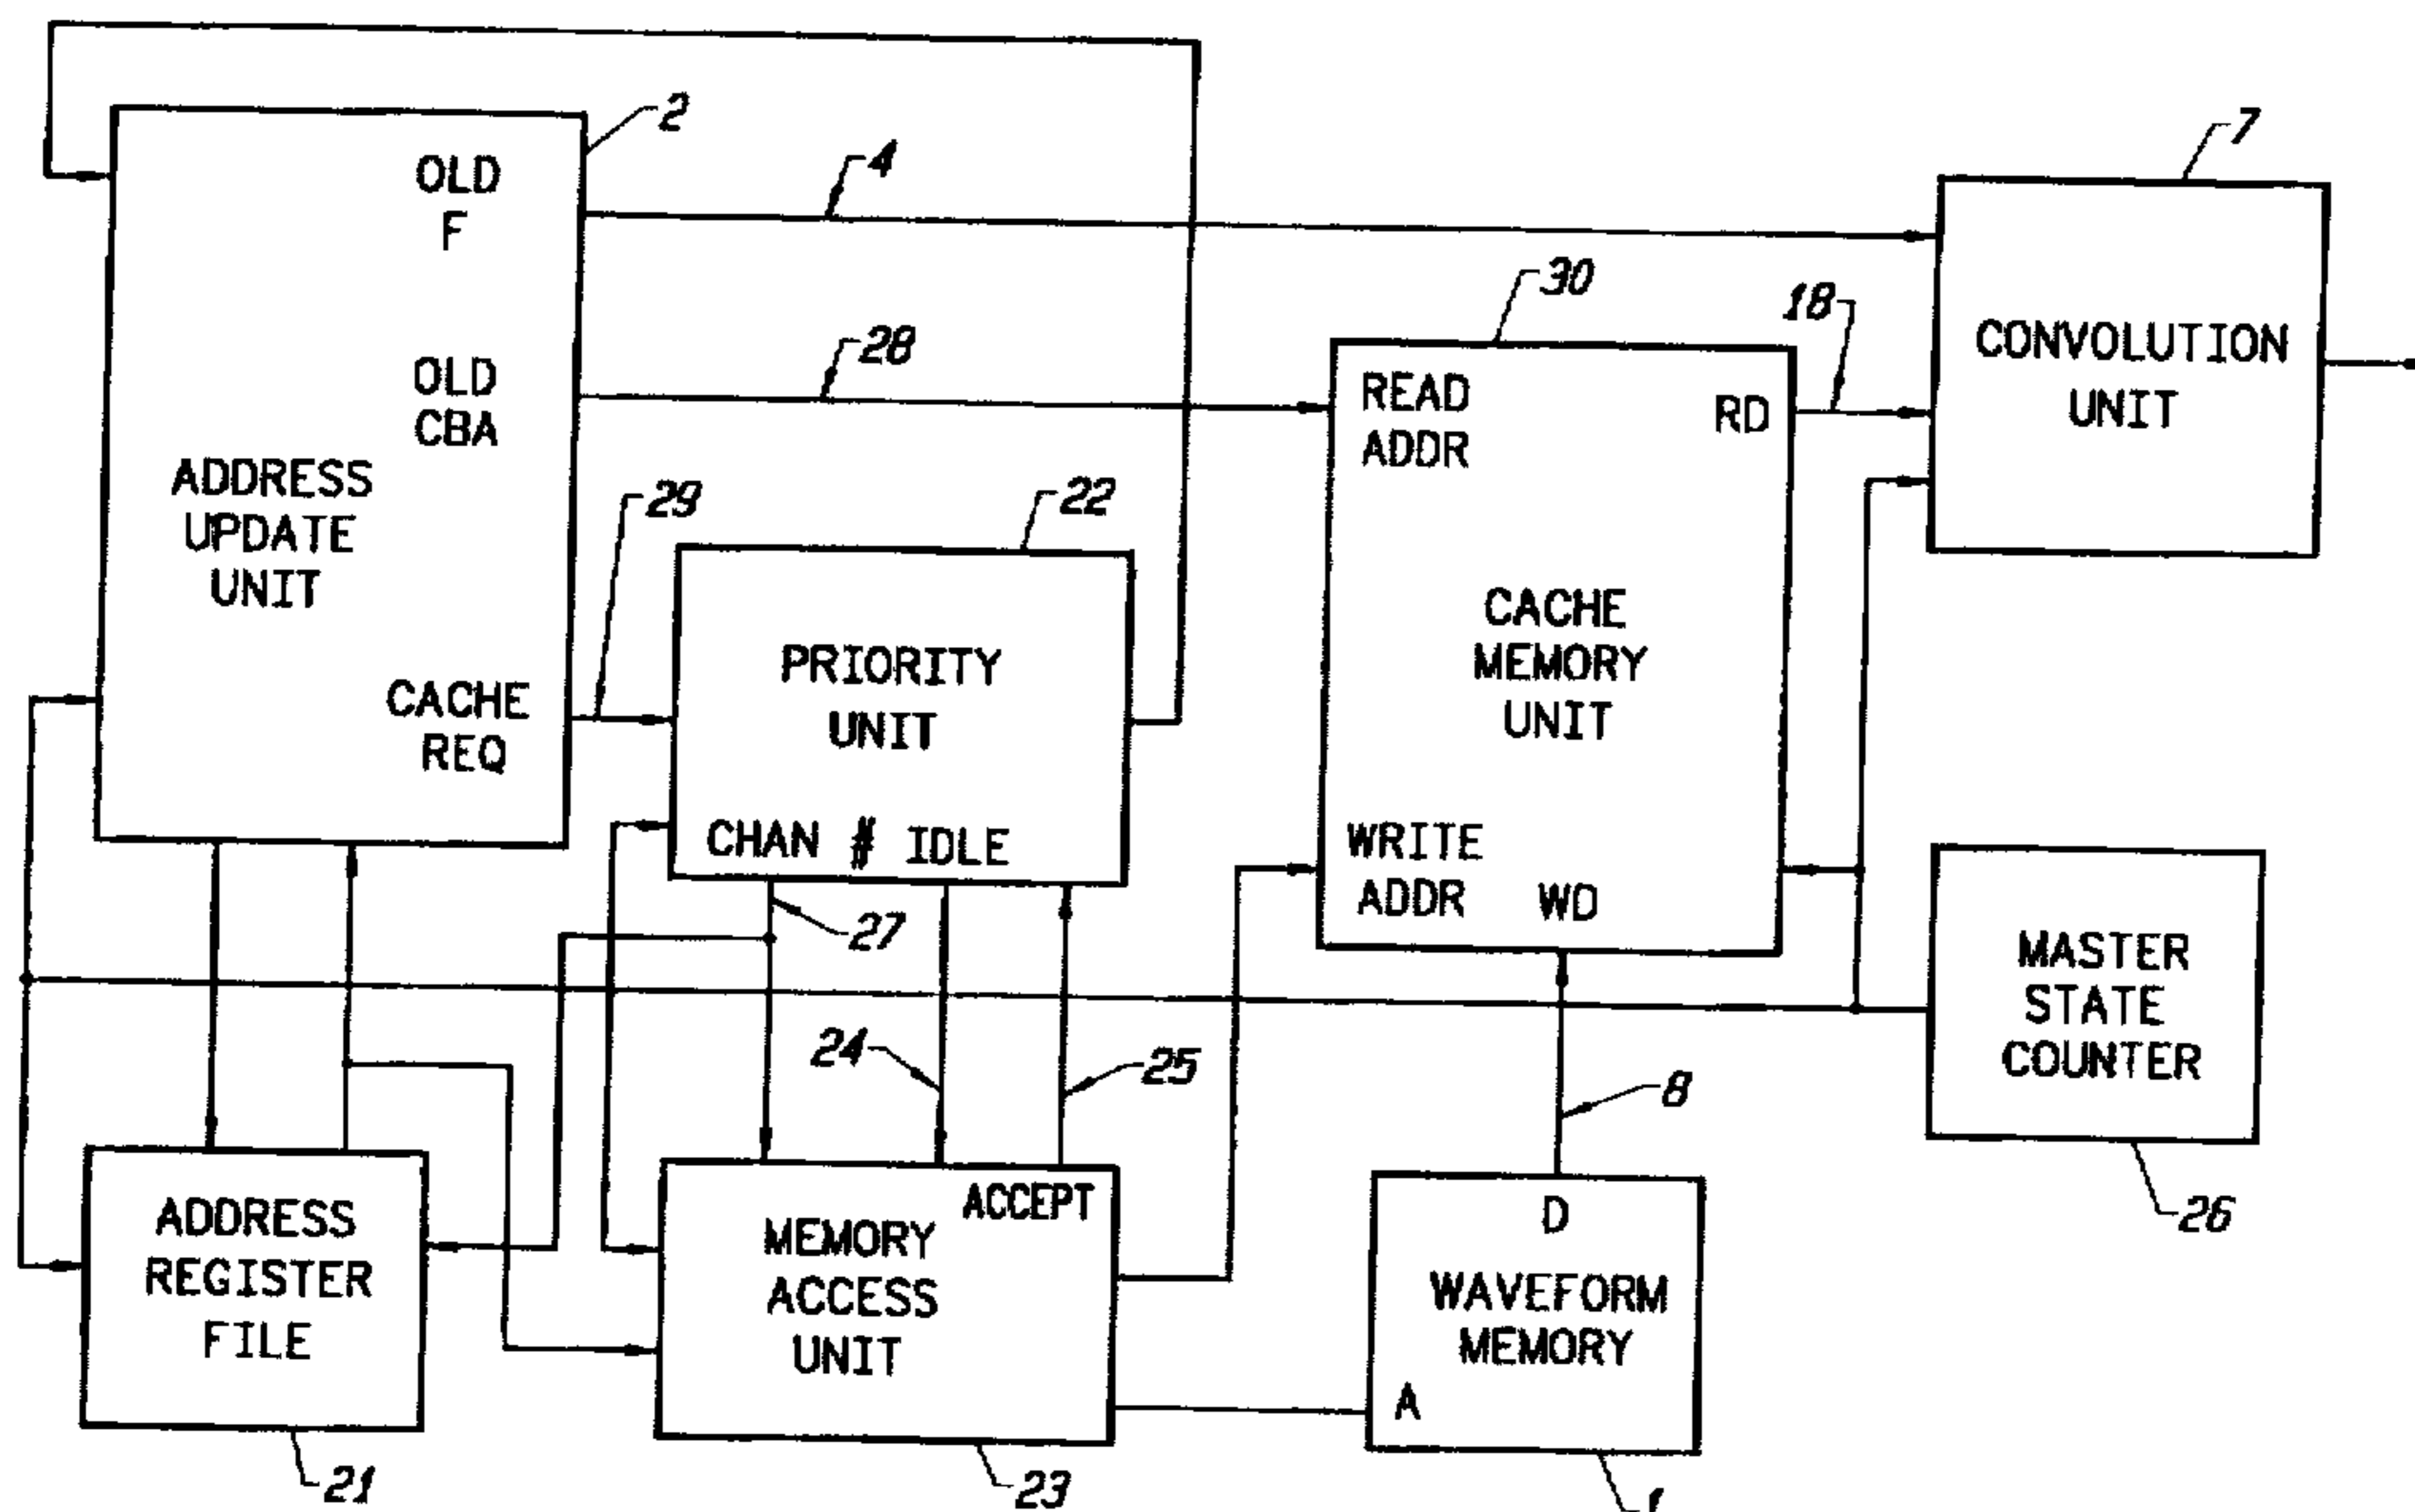 2
OLD
F
4
7
OLD
CBA
28
30
18
READ
ADDR
RD
CONVOLUTION
UNIT
ADDRESS
UPDATE
UNIT
29
22
CACHE
REQ
PRIORITY
UNIT
CACHE
MEMORY
UNIT
CHAN # IDLE
27
WRITE
ADDR
WD
MASTER
STATE
COUNTER
24
25
8
26
ADDRESS
REGISTER
FILE
21
ACCEPT
MEMORY
ACCESS
UNIT
23
D
WAVEFORM
MEMORY
A
1